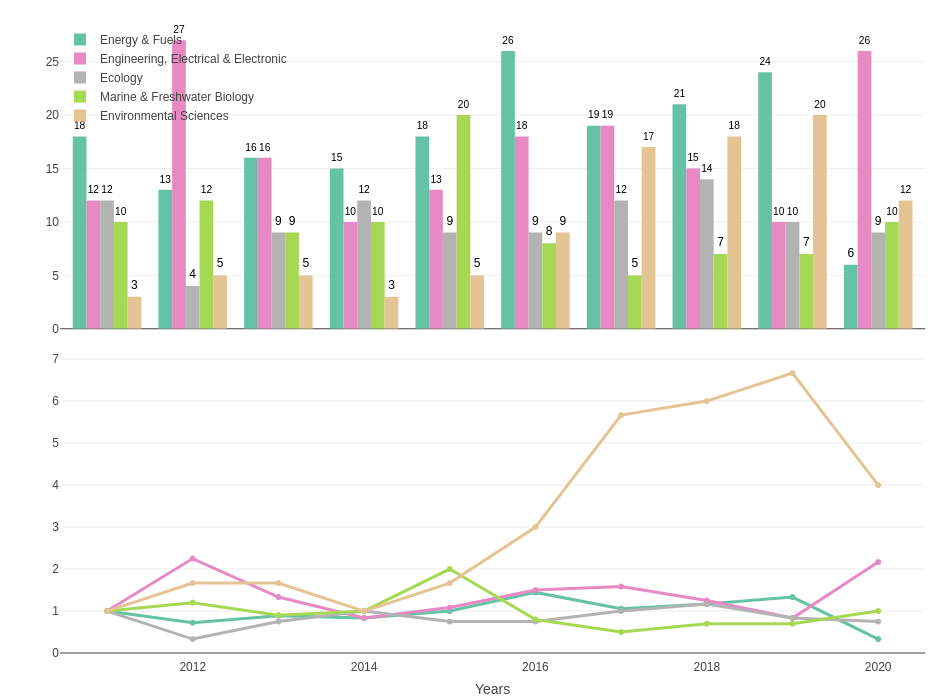 27
Energy & Fuels
Engineering, Electrical & Electronic
Ecology
Marine & Freshwater Biology
Environmental Sciences
25
20
15
10
5
0
18 12 12 10 3
13 4 12 5
16 16 9 9 5
15 10 12 10 3
18 13 9 20 5
26 18 9 8 9
19 19 12 5 17
21 15 14 7 18
24 10 10 7 20
6 26 9 10 12
7
6
5
4
3
2
1
0
2012 2014 2016 2018 2020
Years